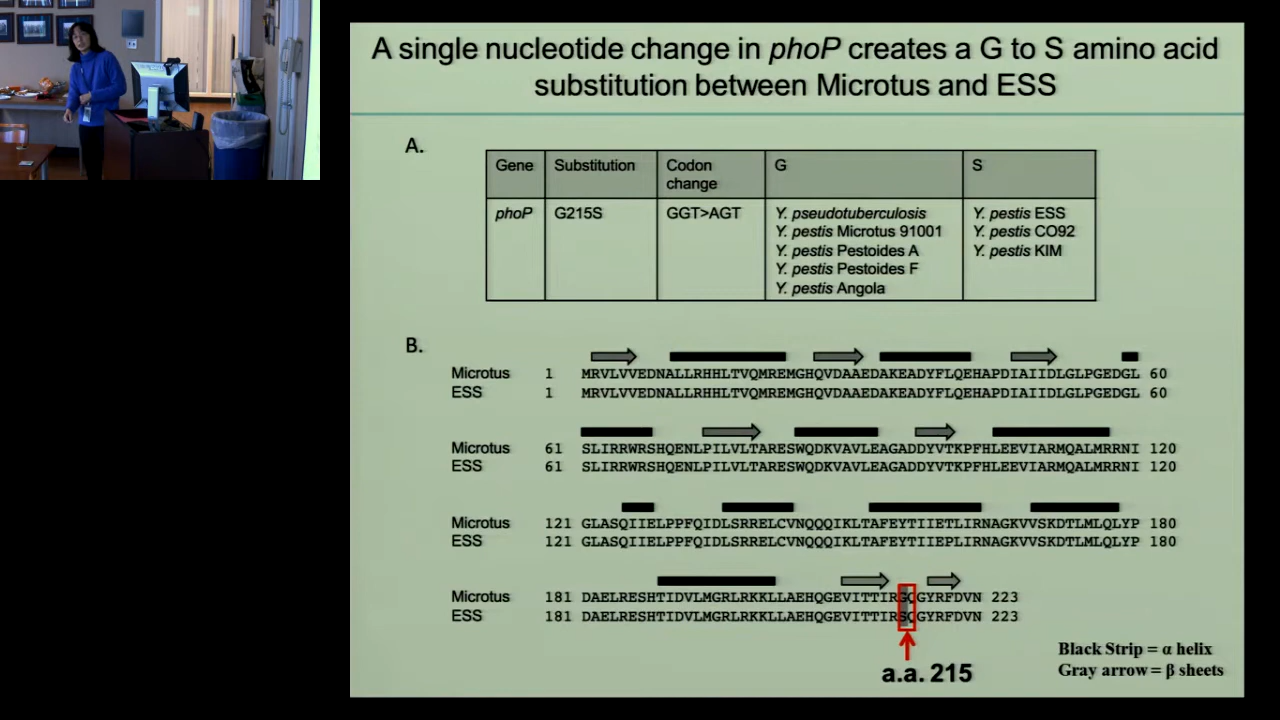 A single nucleotide change in phoP creates a G to S amino acid
substitution between Microtus and ESS
A.
Gene Substitution Codon change G S
phoP G215S GGT>AGT Y. pseudotuberculosis Y. pestis ESS
Y. pestis Microtus 91001 Y. pestis CO92
Y. pestis Pestoides A Y. pestis KIM
Y. pestis Pestoides F
Y. pestis Angola
B.
Microtus 1 MRVLVVEDNALLRHHLTVQMREMGHQVDAAEDAKEADYFLQEHAPDIAIIDLGLPGEDGL 60
ESS 1 MRVLVVEDNALLRHHLTVQMREMGHQVDAAEDAKEADYFLQEHAPDIAIIDLGLPGEDGL 60
Microtus 61 SLIRRWRSHQENLPILVLTARESWQDKVAVLEAGADDYVTKPFHLEEVIARMQALMRRNI 120
ESS 61 SLIRRWRSHQENLPILVLTARESWQDKVAVLEAGADDYVTKPFHLEEVIARMQALMRRNI 120
Microtus 121 GLASQIIELPPFQIDLSRRELCVNQQQIKLTAFEYTIIETLIRNAGKVVSKDTLMLQLYP 180
ESS 121 GLASQIIELPPFQIDLSRRELCVNQQQIKLTAFEYTIIEPLIRNAGKVVSKDTLMLQLYP 180
Microtus 181 DAELRESHTIDVLMGRLRKKLLAEHQGEVITTIRGQGYRFDVN 223
ESS 181 DAELRESHTIDVLMGRLRKKLLAEHQGEVITTIRSQGYRFDVN 223
a.a. 215
Black Strip = α helix
Gray arrow = β sheets